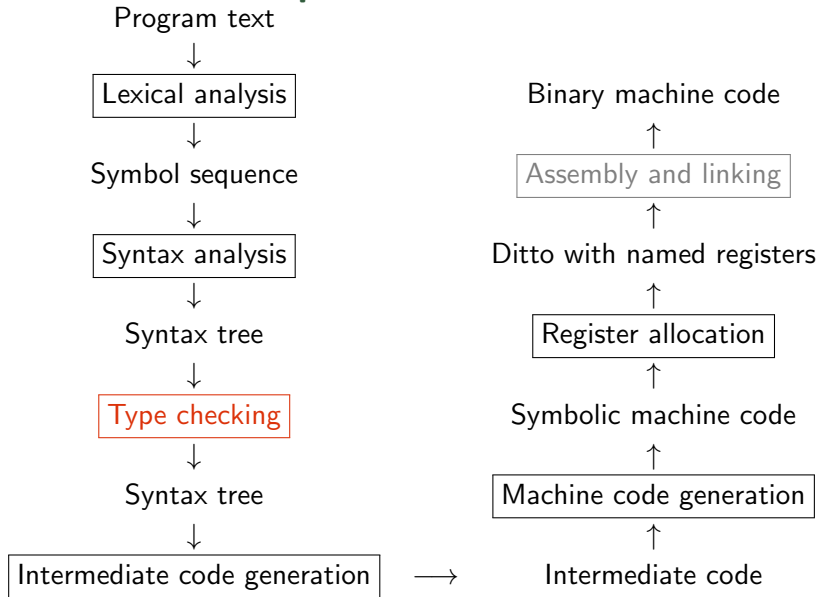 Program text
Lexical analysis
Symbol sequence
Syntax analysis
Syntax tree
Type checking
Syntax tree
Intermediate code generation
Intermediate code
Machine code generation
Symbolic machine code
Register allocation
Ditto with named registers
Assembly and linking
Binary machine code